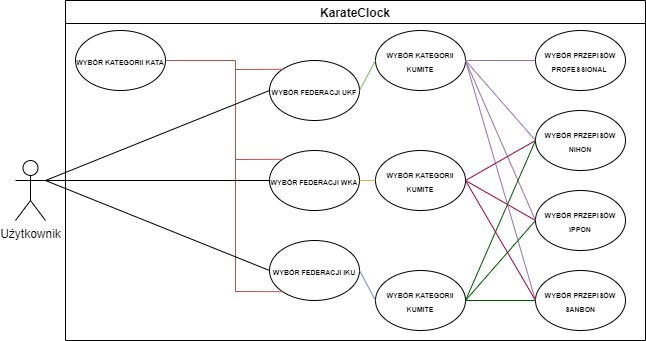 KarateClock
WYBÓR KATEGORII KATA
WYBÓR FEDERACJI UKF
WYBÓR KATEGORII
KUMITE
WYBÓR PRZEPISÓW
PROFESSIONAL
WYBÓR PRZEPISÓW
NIHON
WYBÓR FEDERACJI WKA
WYBÓR KATEGORII
KUMITE
WYBÓR PRZEPISÓW
IPPON
Użytkownik
WYBÓR FEDERACJI IKU
WYBÓR KATEGORII
KUMITE
WYBÓR PRZEPISÓW
SANBON